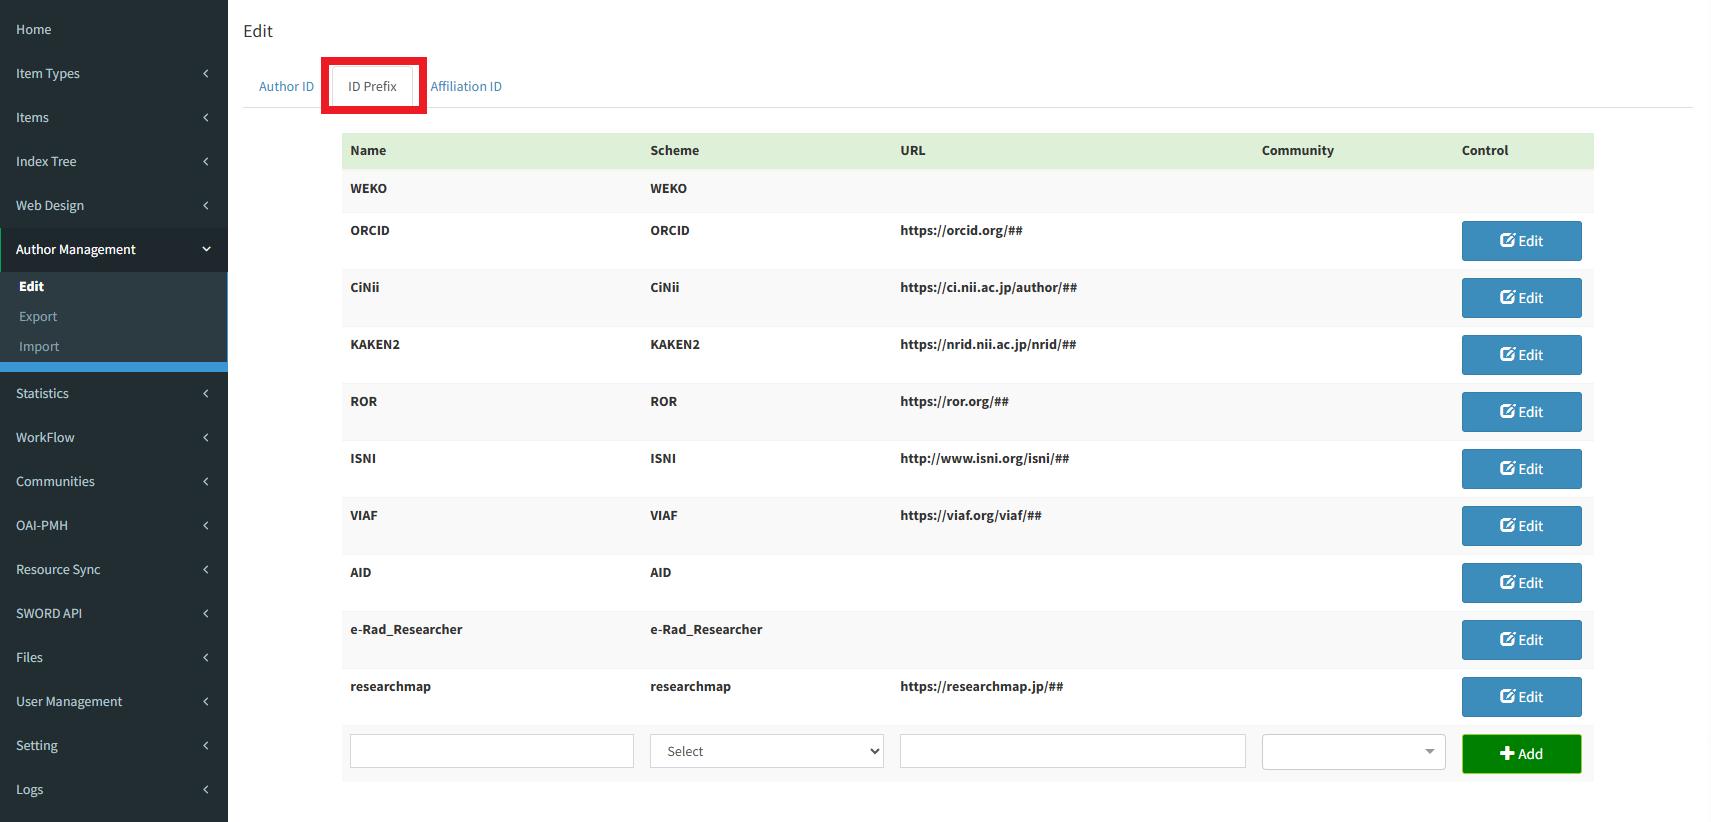 Home
Item Types
Items
Index Tree
Web Design
Author Management
Edit
Export
Import
Statistics
WorkFlow
Communities
OAI-PMH
Resource Sync
SWORD API
Files
User Management
Setting
Logs
Edit
Author ID ID Prefix Affiliation ID
Name Scheme URL Community Control
WEKO WEKO
ORCID ORCID https://orcid.org/## Edit
CiNii CiNii https://ci.nii.ac.jp/author/## Edit
KAKEN2 KAKEN2 https://nrid.nii.ac.jp/nrid/## Edit
ROR ROR https://ror.org/## Edit
ISNI ISNI http://www.isni.org/isni/## Edit
VIAF VIAF https://viaf.org/viaf/## Edit
AID AID Edit
e-Rad_Researcher e-Rad_Researcher Edit
researchmap researchmap https://researchmap.jp/## Edit
Select Add